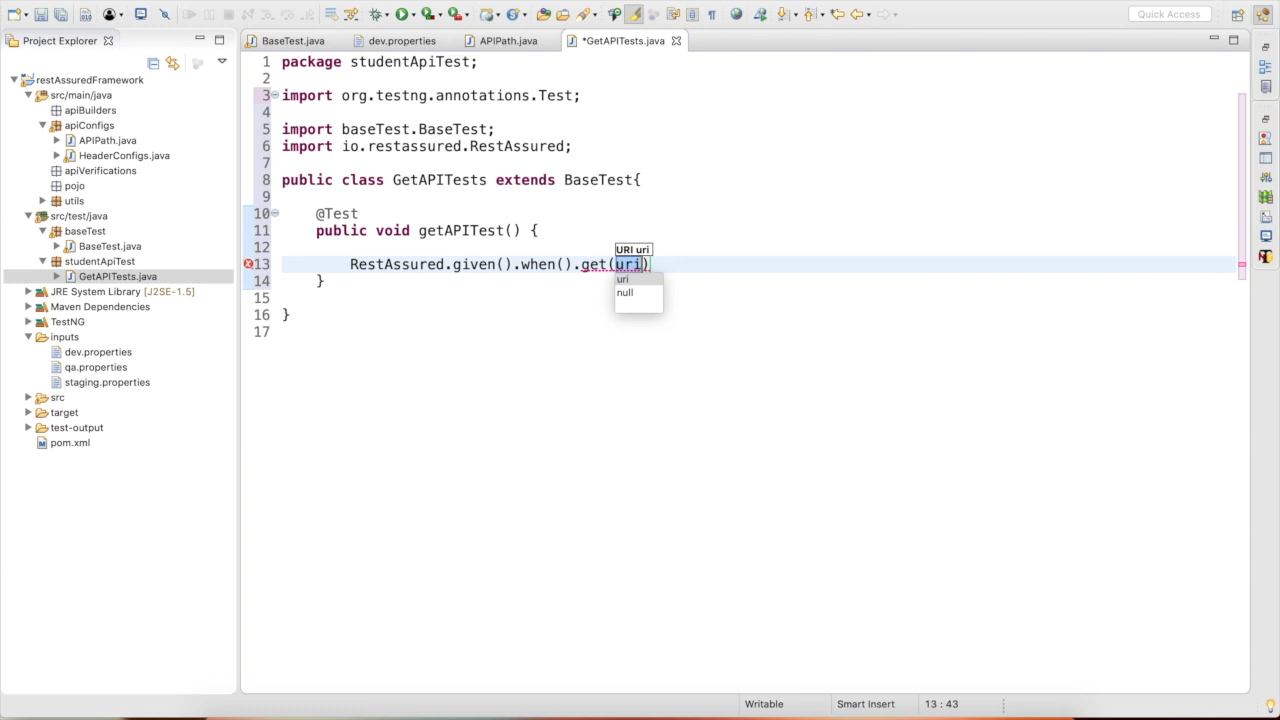 Quick Access
Project Explorer
restAssuredFramework
src/main/java
apiBuilders
apiConfigs
APIPath.java
HeaderConfigs.java
apiVerifications
pojo
utils
src/test/java
baseTest
BaseTest.java
studentApiTest
GetAPITests.java
JRE System Library [J2SE-1.5]
Maven Dependencies
TestNG
inputs
dev.properties
qa.properties
staging.properties
src
target
test-output
pom.xml
BaseTest.java dev.properties APIPath.java *GetAPITests.java
1 package studentApiTest;
2
3 import org.testng.annotations.Test;
4
5 import baseTest.BaseTest;
6 import io.restassured.RestAssured;
7
8 public class GetAPITests extends BaseTest{
9
10 @Test
11 public void getAPITest() {
12
URI uri
13 RestAssured.given().when().get(uri)
uri
null
14 }
15
16 }
17
Writable Smart Insert 13 : 43